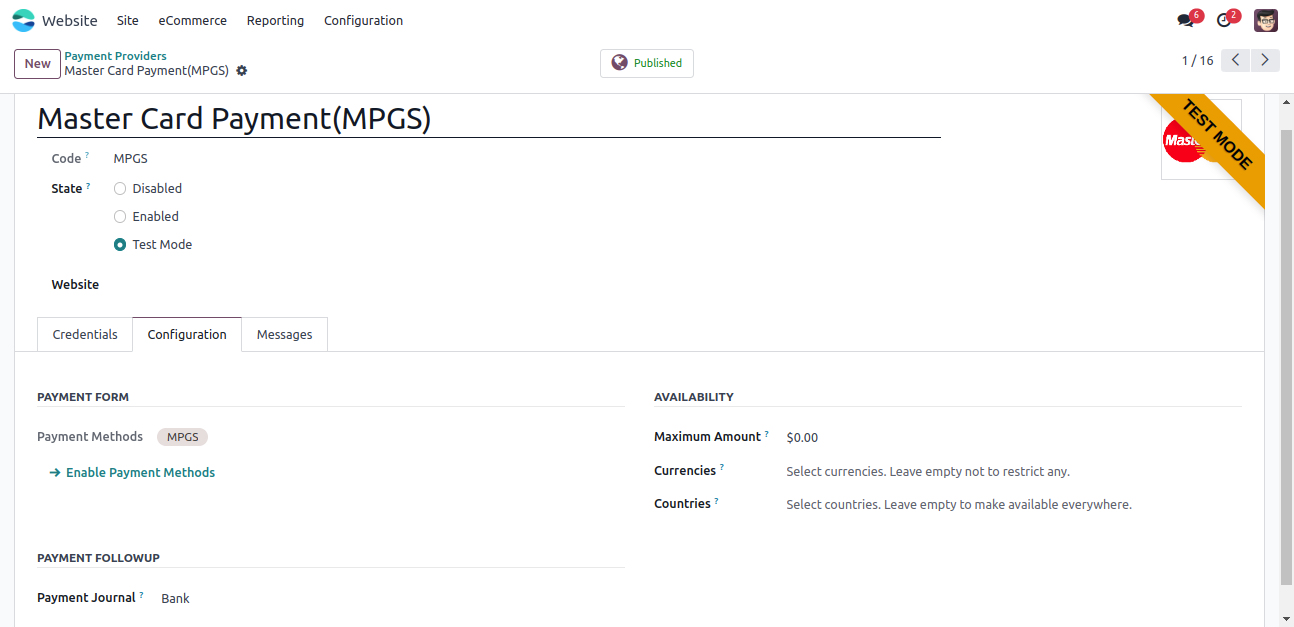 Website Site eCommerce Reporting Configuration 6 2
New Payment Providers
Master Card Payment(MPGS)
Published
1 / 16
Master Card Payment(MPGS)
TEST MODE
Code ? MPGS
State ? Disabled
Enabled
Test Mode
Website
Credentials Configuration Messages
PAYMENT FORM
Payment Methods MPGS
Enable Payment Methods
AVAILABILITY
Maximum Amount ? $0.00
Currencies ? Select currencies. Leave empty not to restrict any.
Countries ? Select countries. Leave empty to make available everywhere.
PAYMENT FOLLOWUP
Payment Journal ? Bank